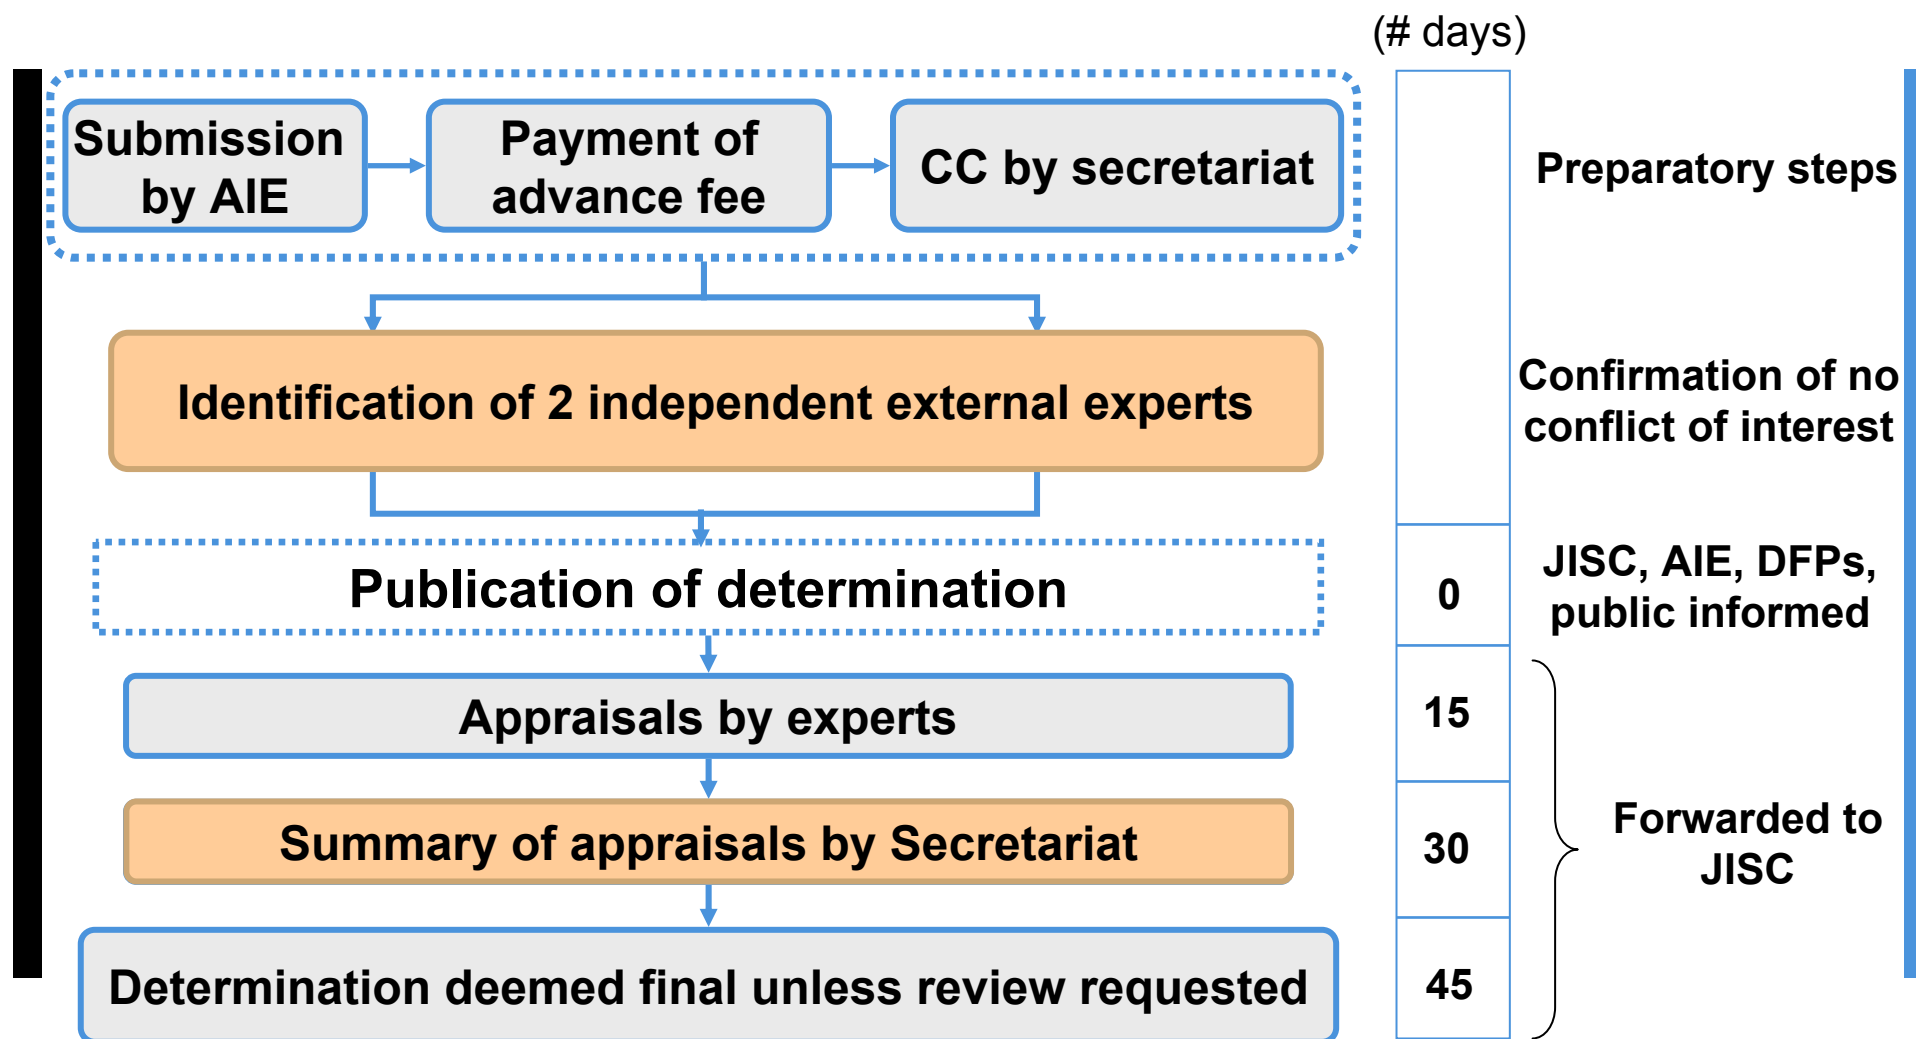 (# days)
Submission
by AIE
Payment of
advance fee
CC by secretariat
Preparatory steps
Identification of 2 independent external experts
Confirmation of no
conflict of interest
Publication of determination
0
JISC, AIE, DFPs,
public informed
Appraisals by experts
15
Summary of appraisals by Secretariat
30
Forwarded to
JISC
Determination deemed final unless review requested
45